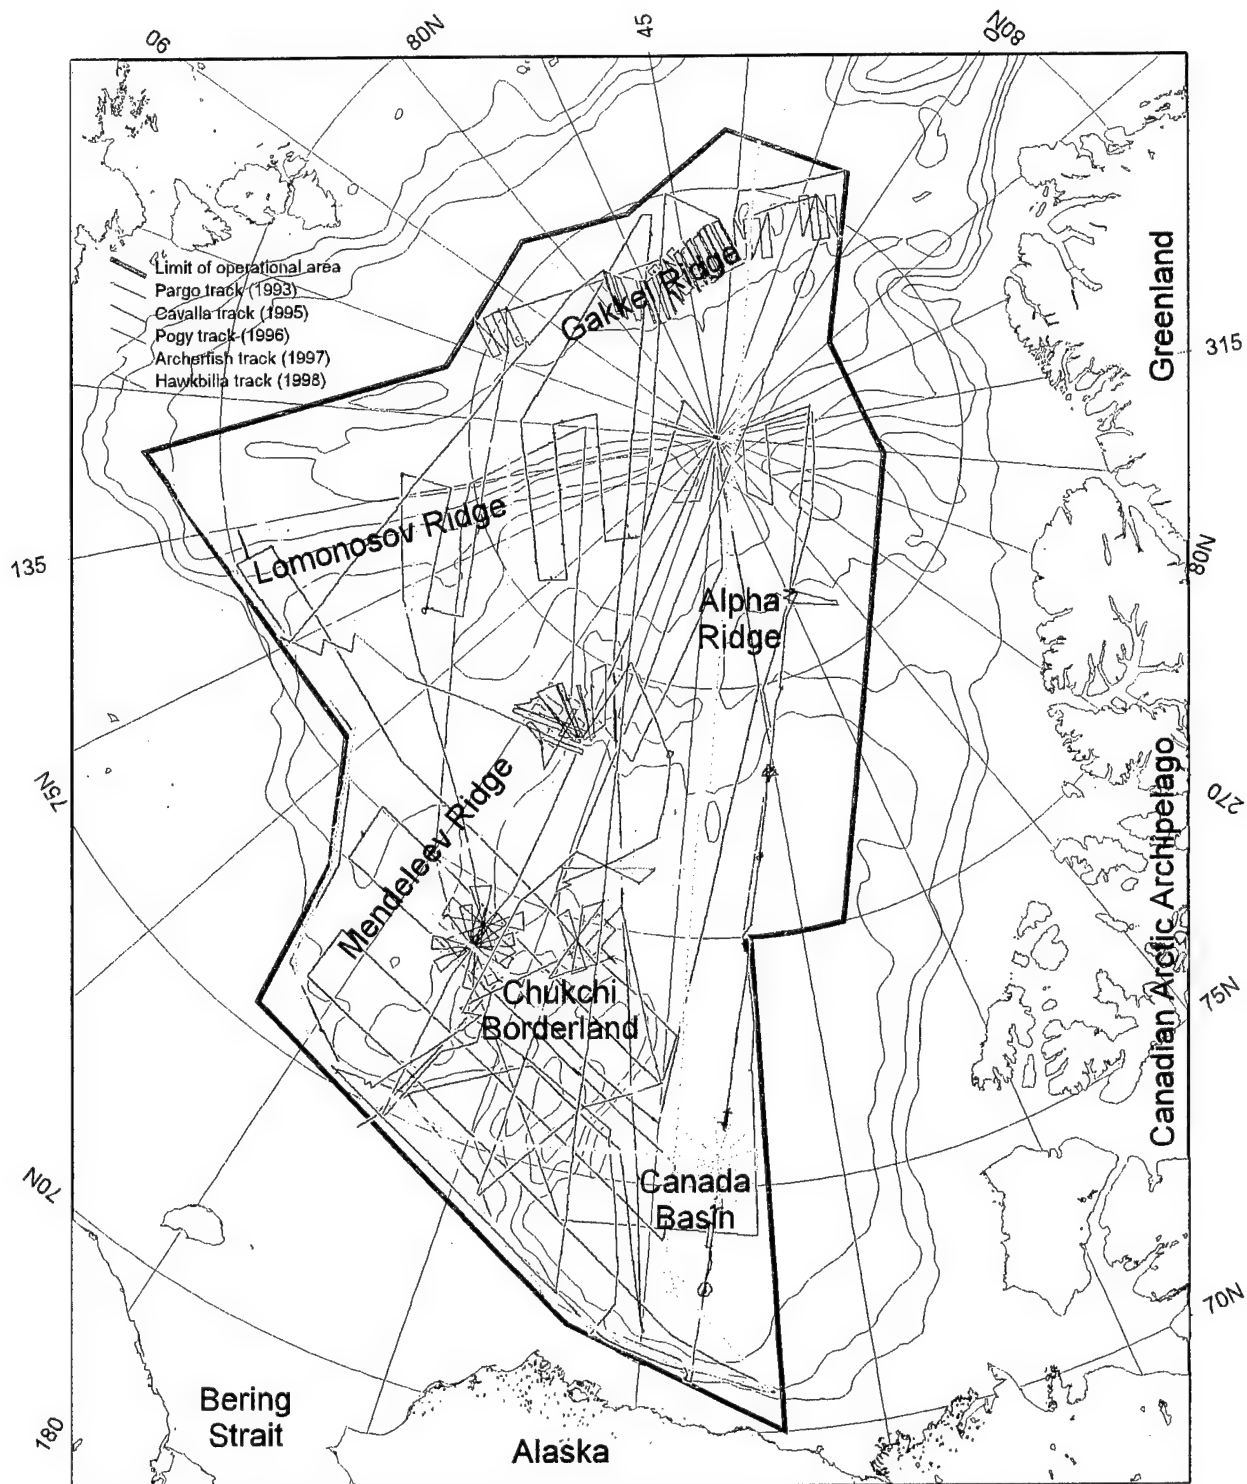 90
80N
45
0
80N
Limit of operational area
Pargo track (1993)
Cavalla track (1995)
Pogy track (1996)
Archerfish track (1997)
Hawkbilla track (1998)
Gakkel Ridge
Greenland
315
Lomonosov Ridge
135
80N
Alpha
Ridge
75N
Mendeleev Ridge
270
Canadian Arctic Archipelago
Chukchi
Borderland
75N
70N
Canada
Basin
70N
Bering
Strait
180
Alaska